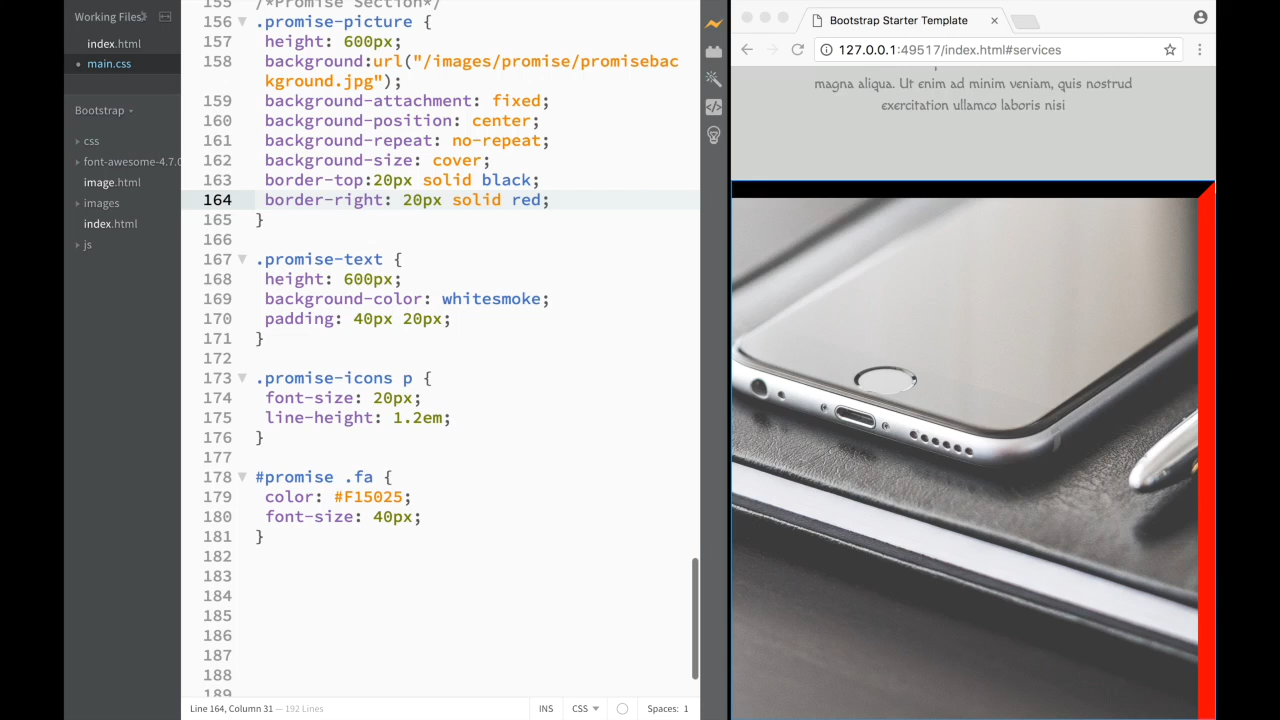 Working Files
index.html
main.css
Bootstrap
css
font-awesome-4.7.0
image.html
images
index.html
js
155 /*Promise Section*/
156 .promise-picture {
157 height: 600px;
158 background:url("/images/promise/promisebac
kground.jpg");
159 background-attachment: fixed;
160 background-position: center;
161 background-repeat: no-repeat;
162 background-size: cover;
163 border-top:20px solid black;
164 border-right: 20px solid red;
165 }
166
167 .promise-text {
168 height: 600px;
169 background-color: whitesmoke;
170 padding: 40px 20px;
171 }
172
173 .promise-icons p {
174 font-size: 20px;
175 line-height: 1.2em;
176 }
177
178 #promise .fa {
179 color: #F15025;
180 font-size: 40px;
181 }
182
183
184
185
186
187
188
189
Line 164, Column 31 — 192 Lines
INS CSS Spaces: 1
Bootstrap Starter Template
127.0.0.1:49517/index.html#services
magna aliqua. Ut enim ad minim veniam, quis nostrud
exercitation ullamco laboris nisi